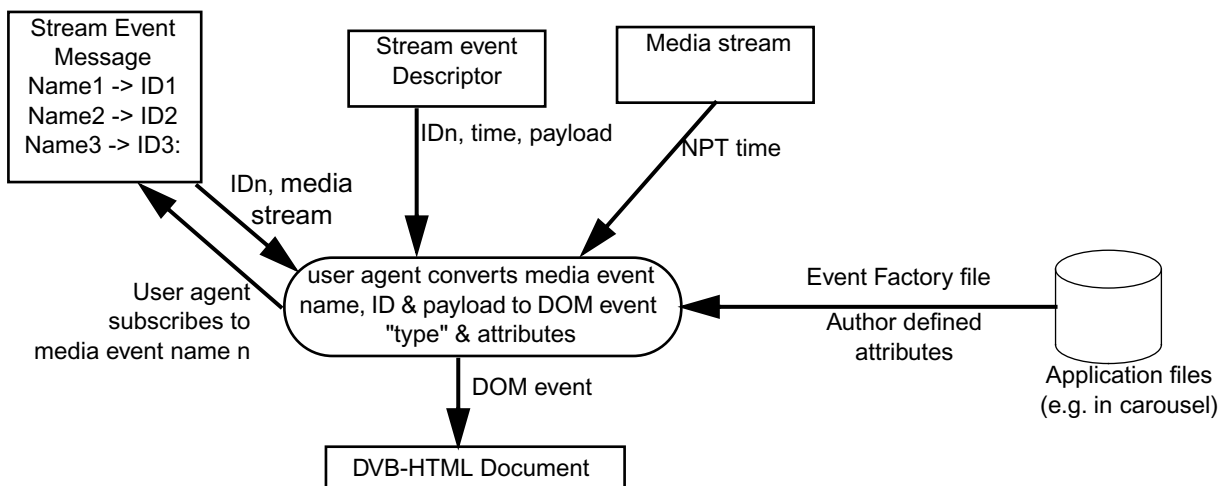 Stream Event
Message
Name1 -> ID1
Name2 -> ID2
Name3 -> ID3:
Stream event
Descriptor
Media stream
IDn, time, payload
NPT time
IDn, media
stream
User agent
subscribes to
media event name n
user agent converts media event
name, ID & payload to DOM event
"type" & attributes
Event Factory file
Author defined
attributes
Application files
(e.g. in carousel)
DOM event
DVB-HTML Document